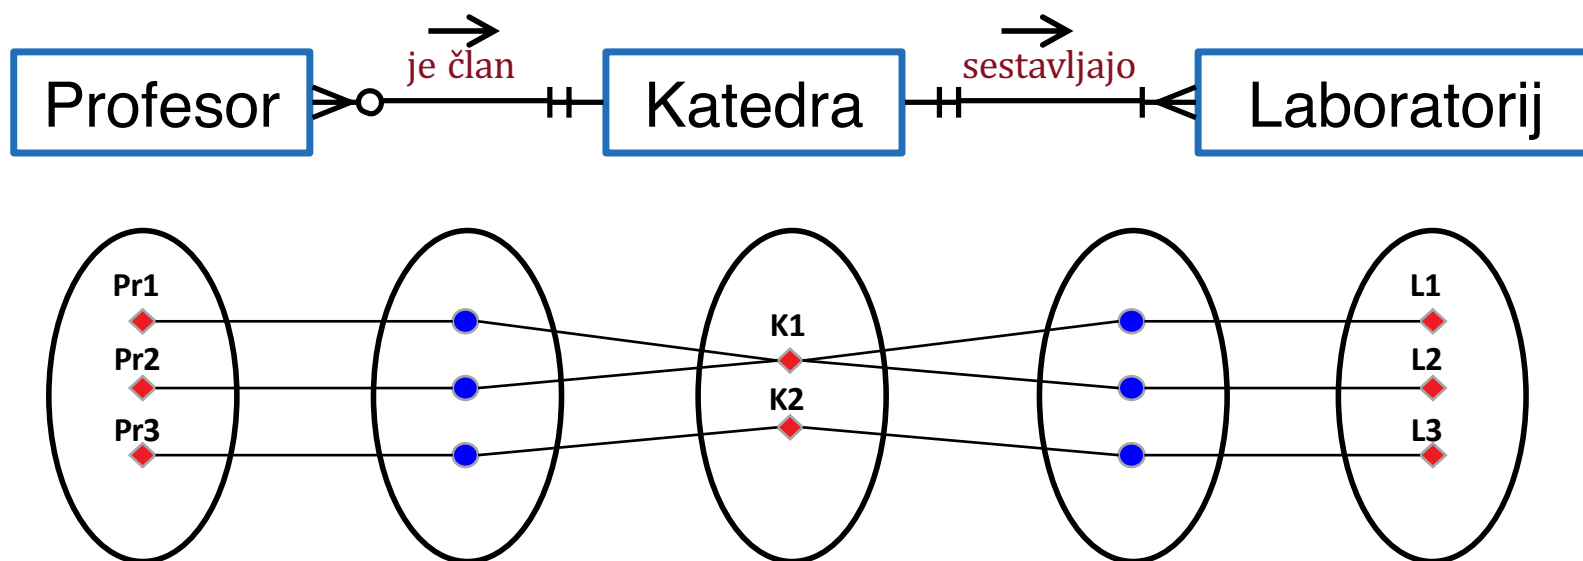 je član
sestavljajo
Profesor
Katedra
Laboratorij
Pr1
Pr2
Pr3
K1
K2
L1
L2
L3